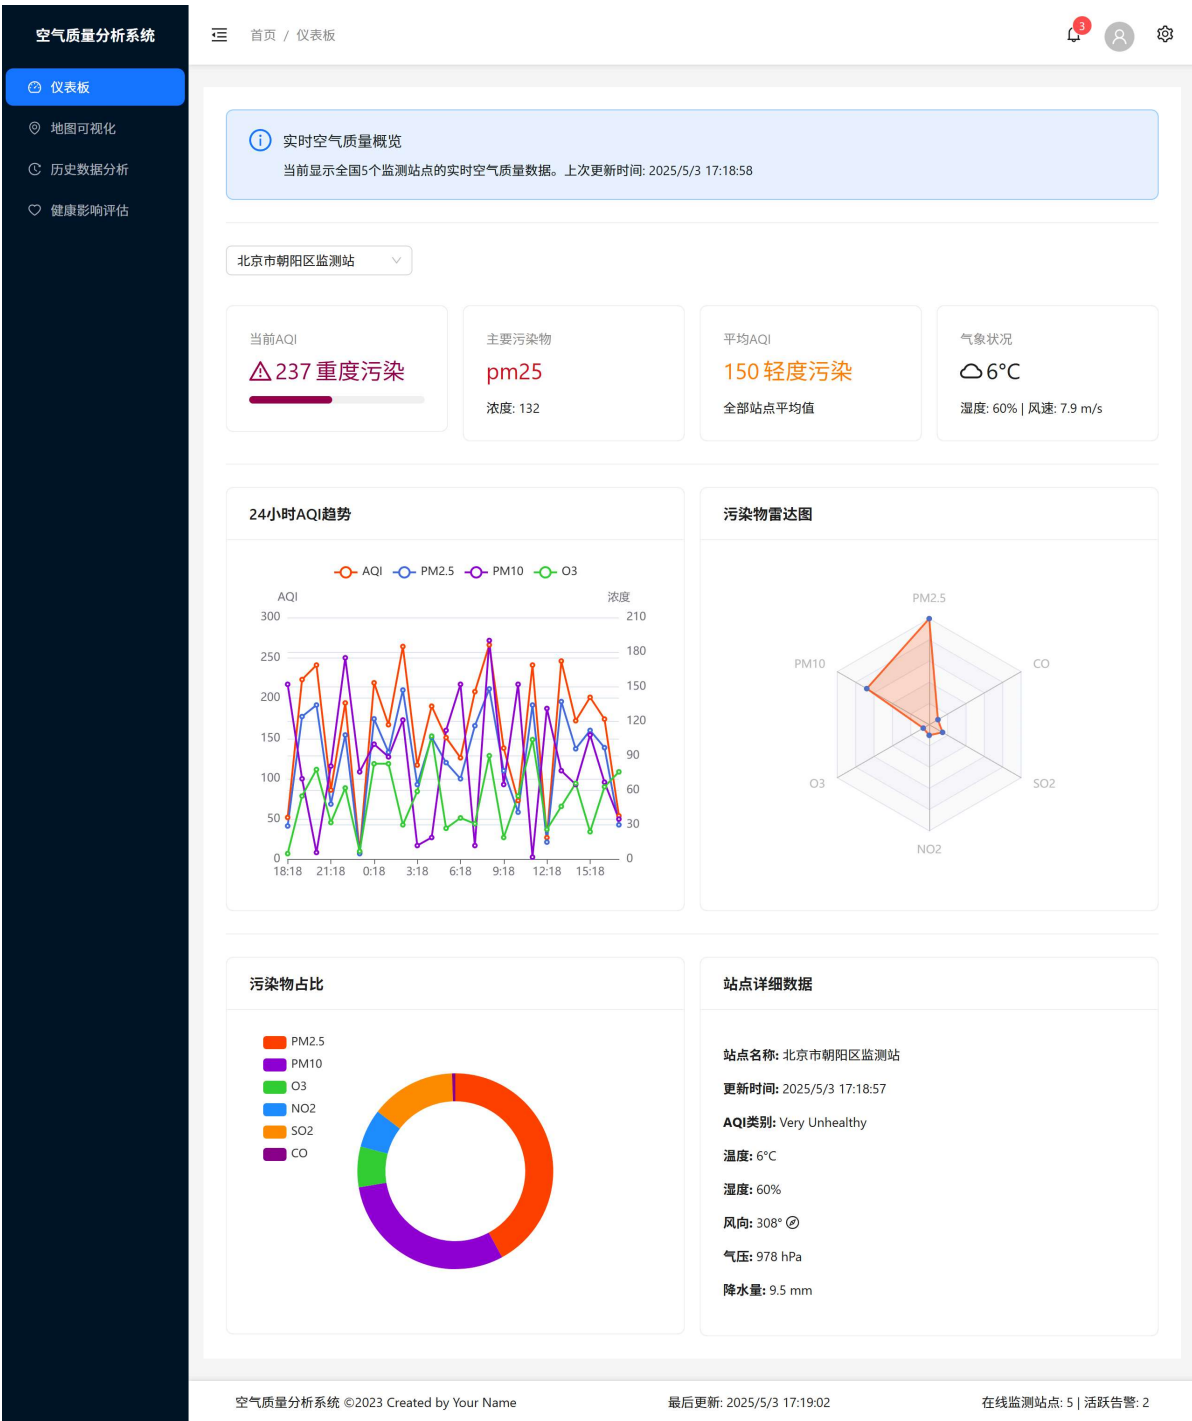 空气质量分析系统
首页 / 仪表板
3
仪表板
地图可视化
历史数据分析
健康影响评估
实时空气质量概览
当前显示全国5个监测站点的实时空气质量数据。上次更新时间: 2025/5/3 17:18:58
北京市朝阳区监测站
当前AQI
237 重度污染
主要污染物
pm25
浓度: 132
平均AQI
150 轻度污染
全部站点平均值
气象状况
6°C
湿度: 60% | 风速: 7.9 m/s
24小时AQI趋势
AQI PM2.5 PM10 O3
AQI 浓度
300 210
250 180
200 150
150 120
100 90
50 60
0 30
0
18:18 21:18 0:18 3:18 6:18 9:18 12:18 15:18
污染物雷达图
PM2.5
PM10 CO
O3 SO2
NO2
污染物占比
PM2.5
PM10
O3
NO2
SO2
CO
站点详细数据
站点名称: 北京市朝阳区监测站
更新时间: 2025/5/3 17:18:57
AQI类别: Very Unhealthy
温度: 6°C
湿度: 60%
风向: 308°
气压: 978 hPa
降水量: 9.5 mm
空气质量分析系统 ©2023 Created by Your Name
最后更新: 2025/5/3 17:19:02
在线监测站点: 5 | 活跃告警: 2